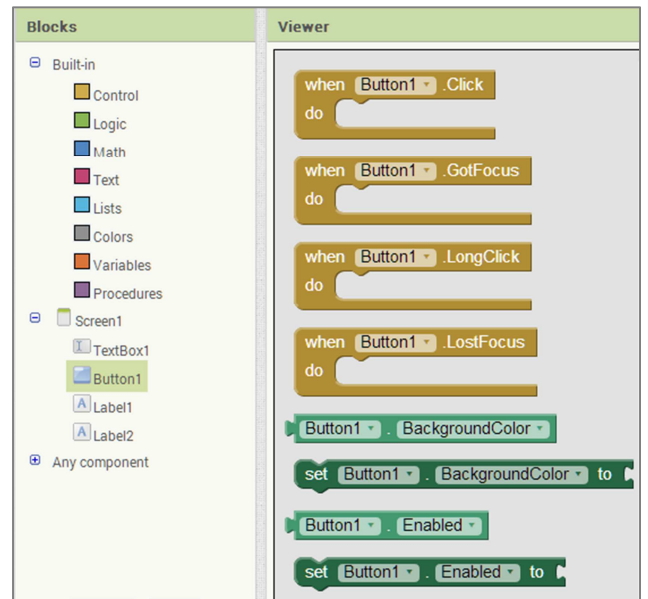 Blocks
Built-in
Control
Logic
Math
Text
Lists
Colors
Variables
Procedures
Screen1
TextBox1
Button1
Label1
Label2
Any component
Viewer
when Button1 .Click
do
when Button1 .GotFocus
do
when Button1 .LongClick
do
when Button1 .LostFocus
do
Button1 . BackgroundColor
set Button1 . BackgroundColor to
Button1 . Enabled
set Button1 . Enabled to